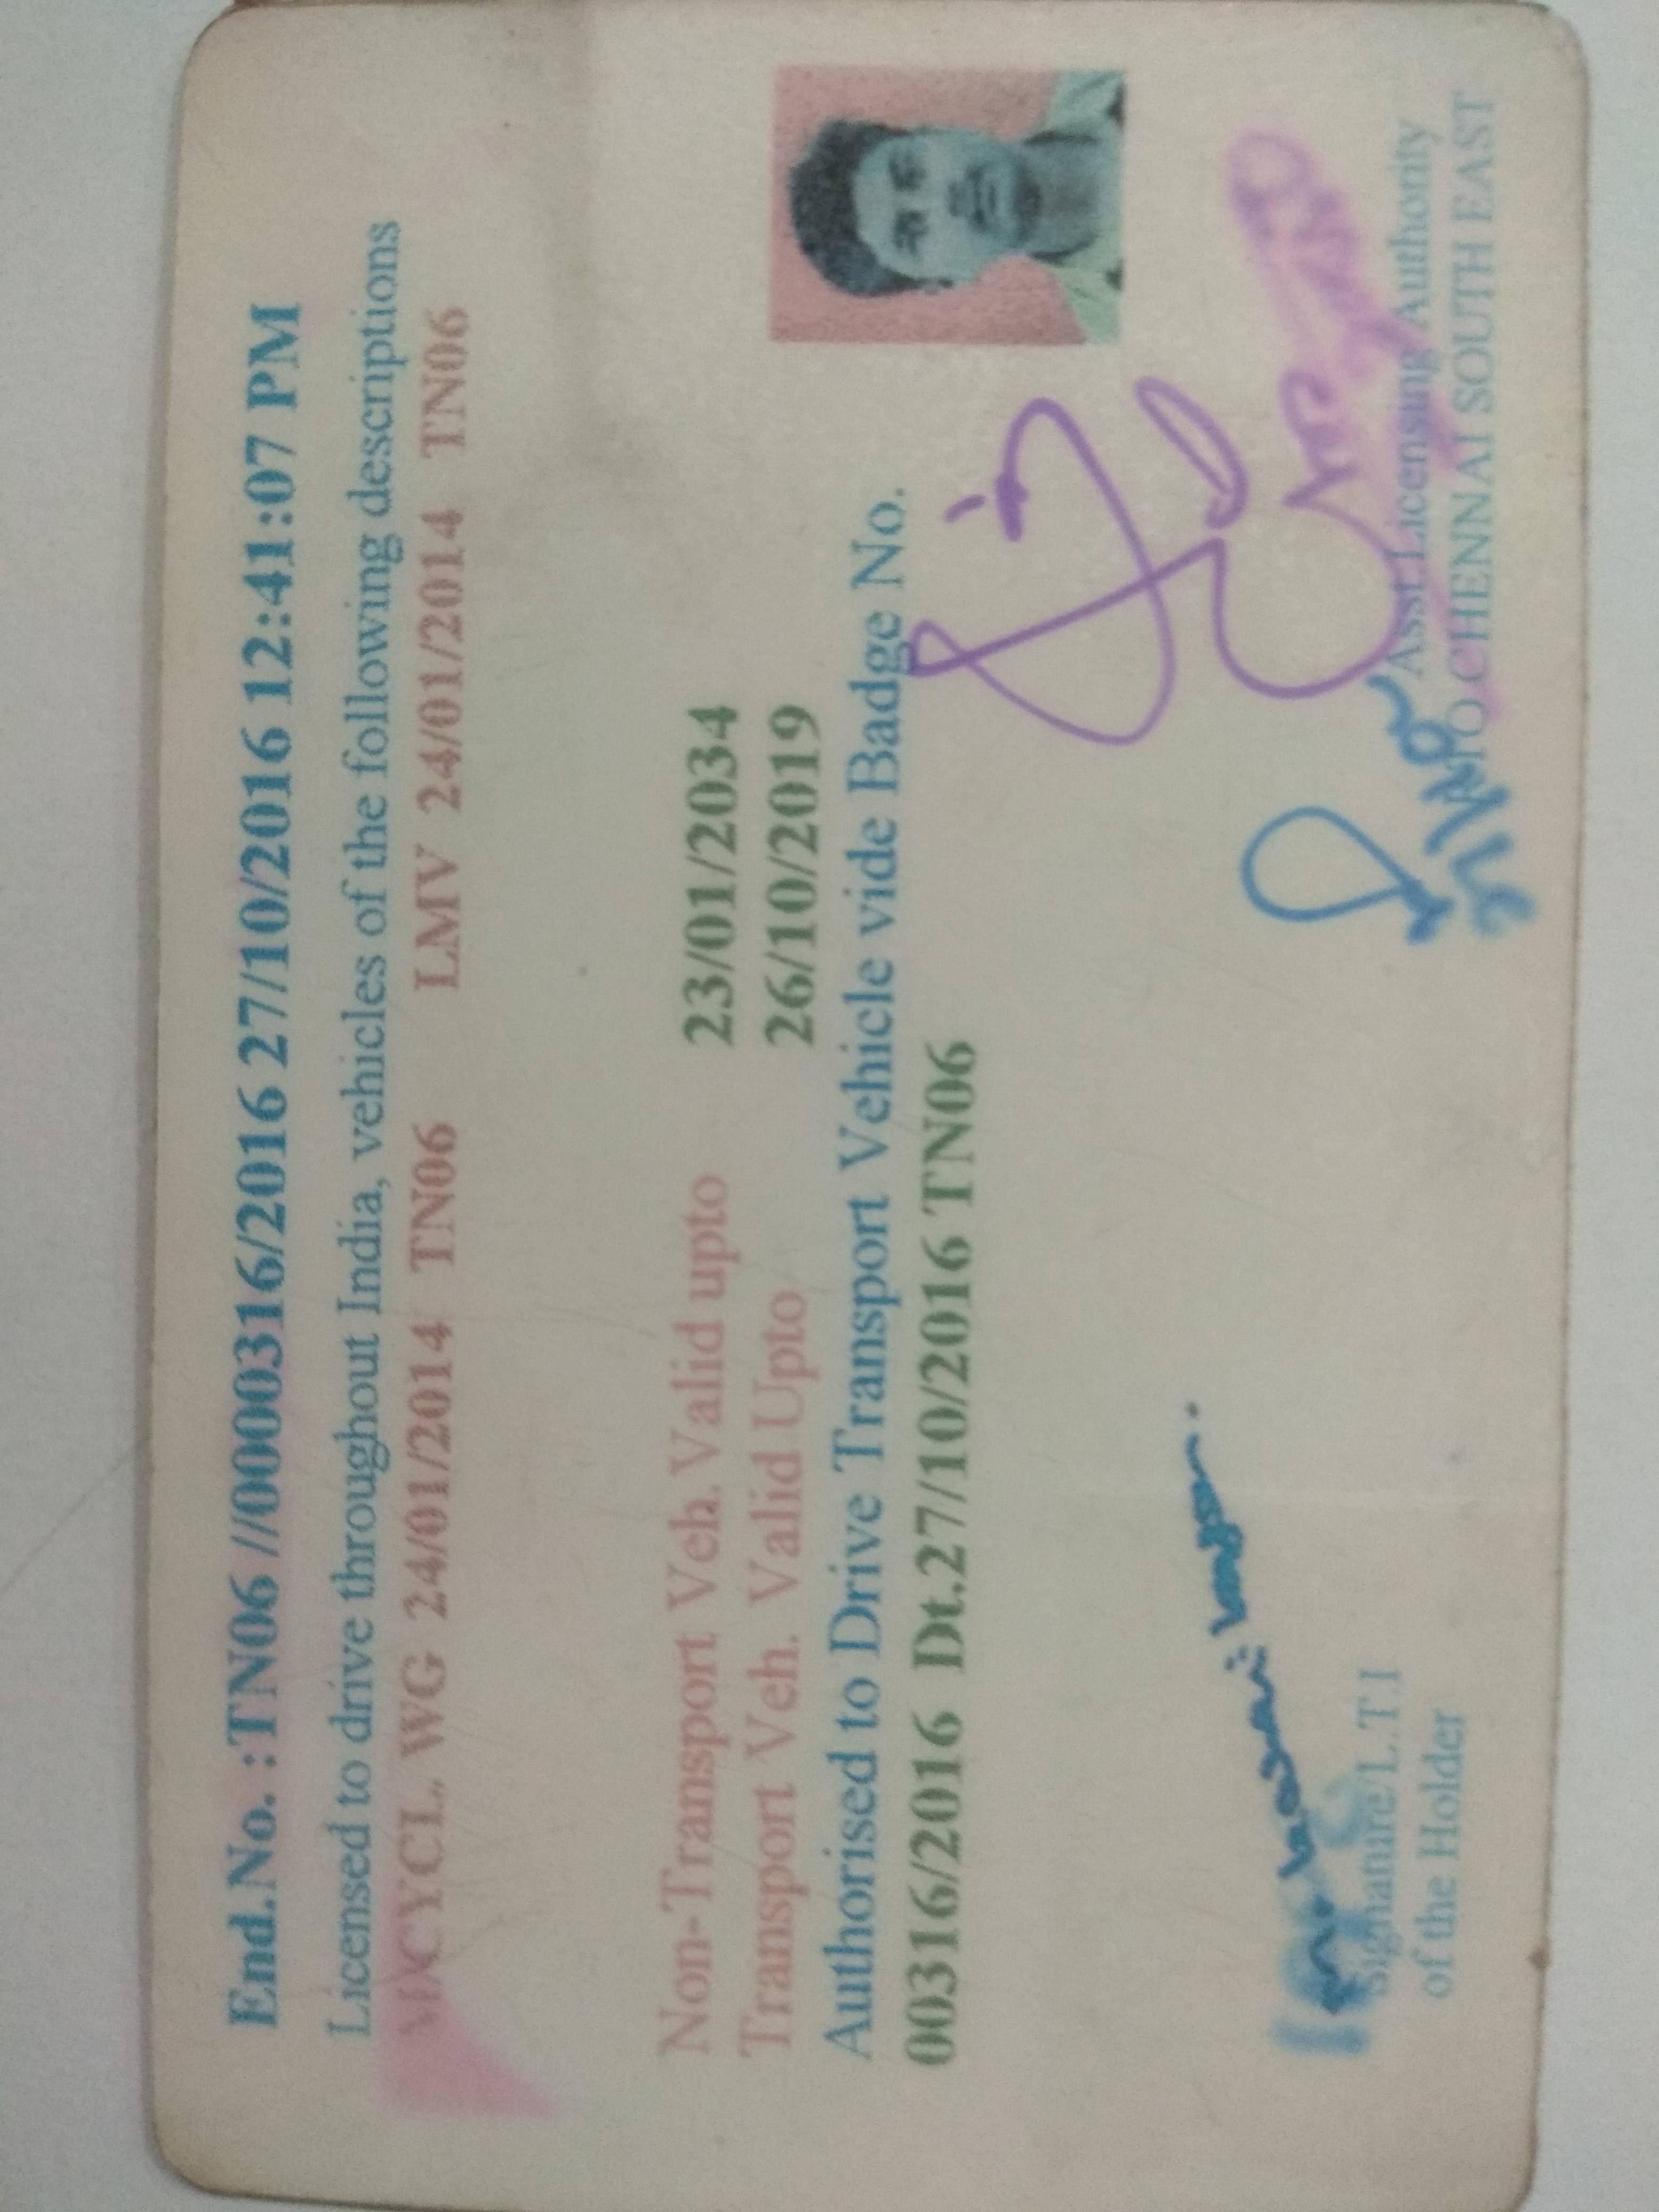 End.No. :TN06 //0000316/2016 27/10/2016 12:41:07 PM
Licensed to drive throughout India, vehicles of the following descriptions
MCYCL. WG 24/01/2014 TN06 LMV 24/01/2014 TN06
Non-Transport Veh. Valid upto 23/01/2034
Transport Veh. Valid Upto 26/10/2019
Authorised to Drive Transport Vehicle vide Badge No.
00316/2016 Dt.27/10/2016 TN06
Signature/L.T.I
of the Holder
Asst.Licensing Authority
CHENNAI SOUTH EAST